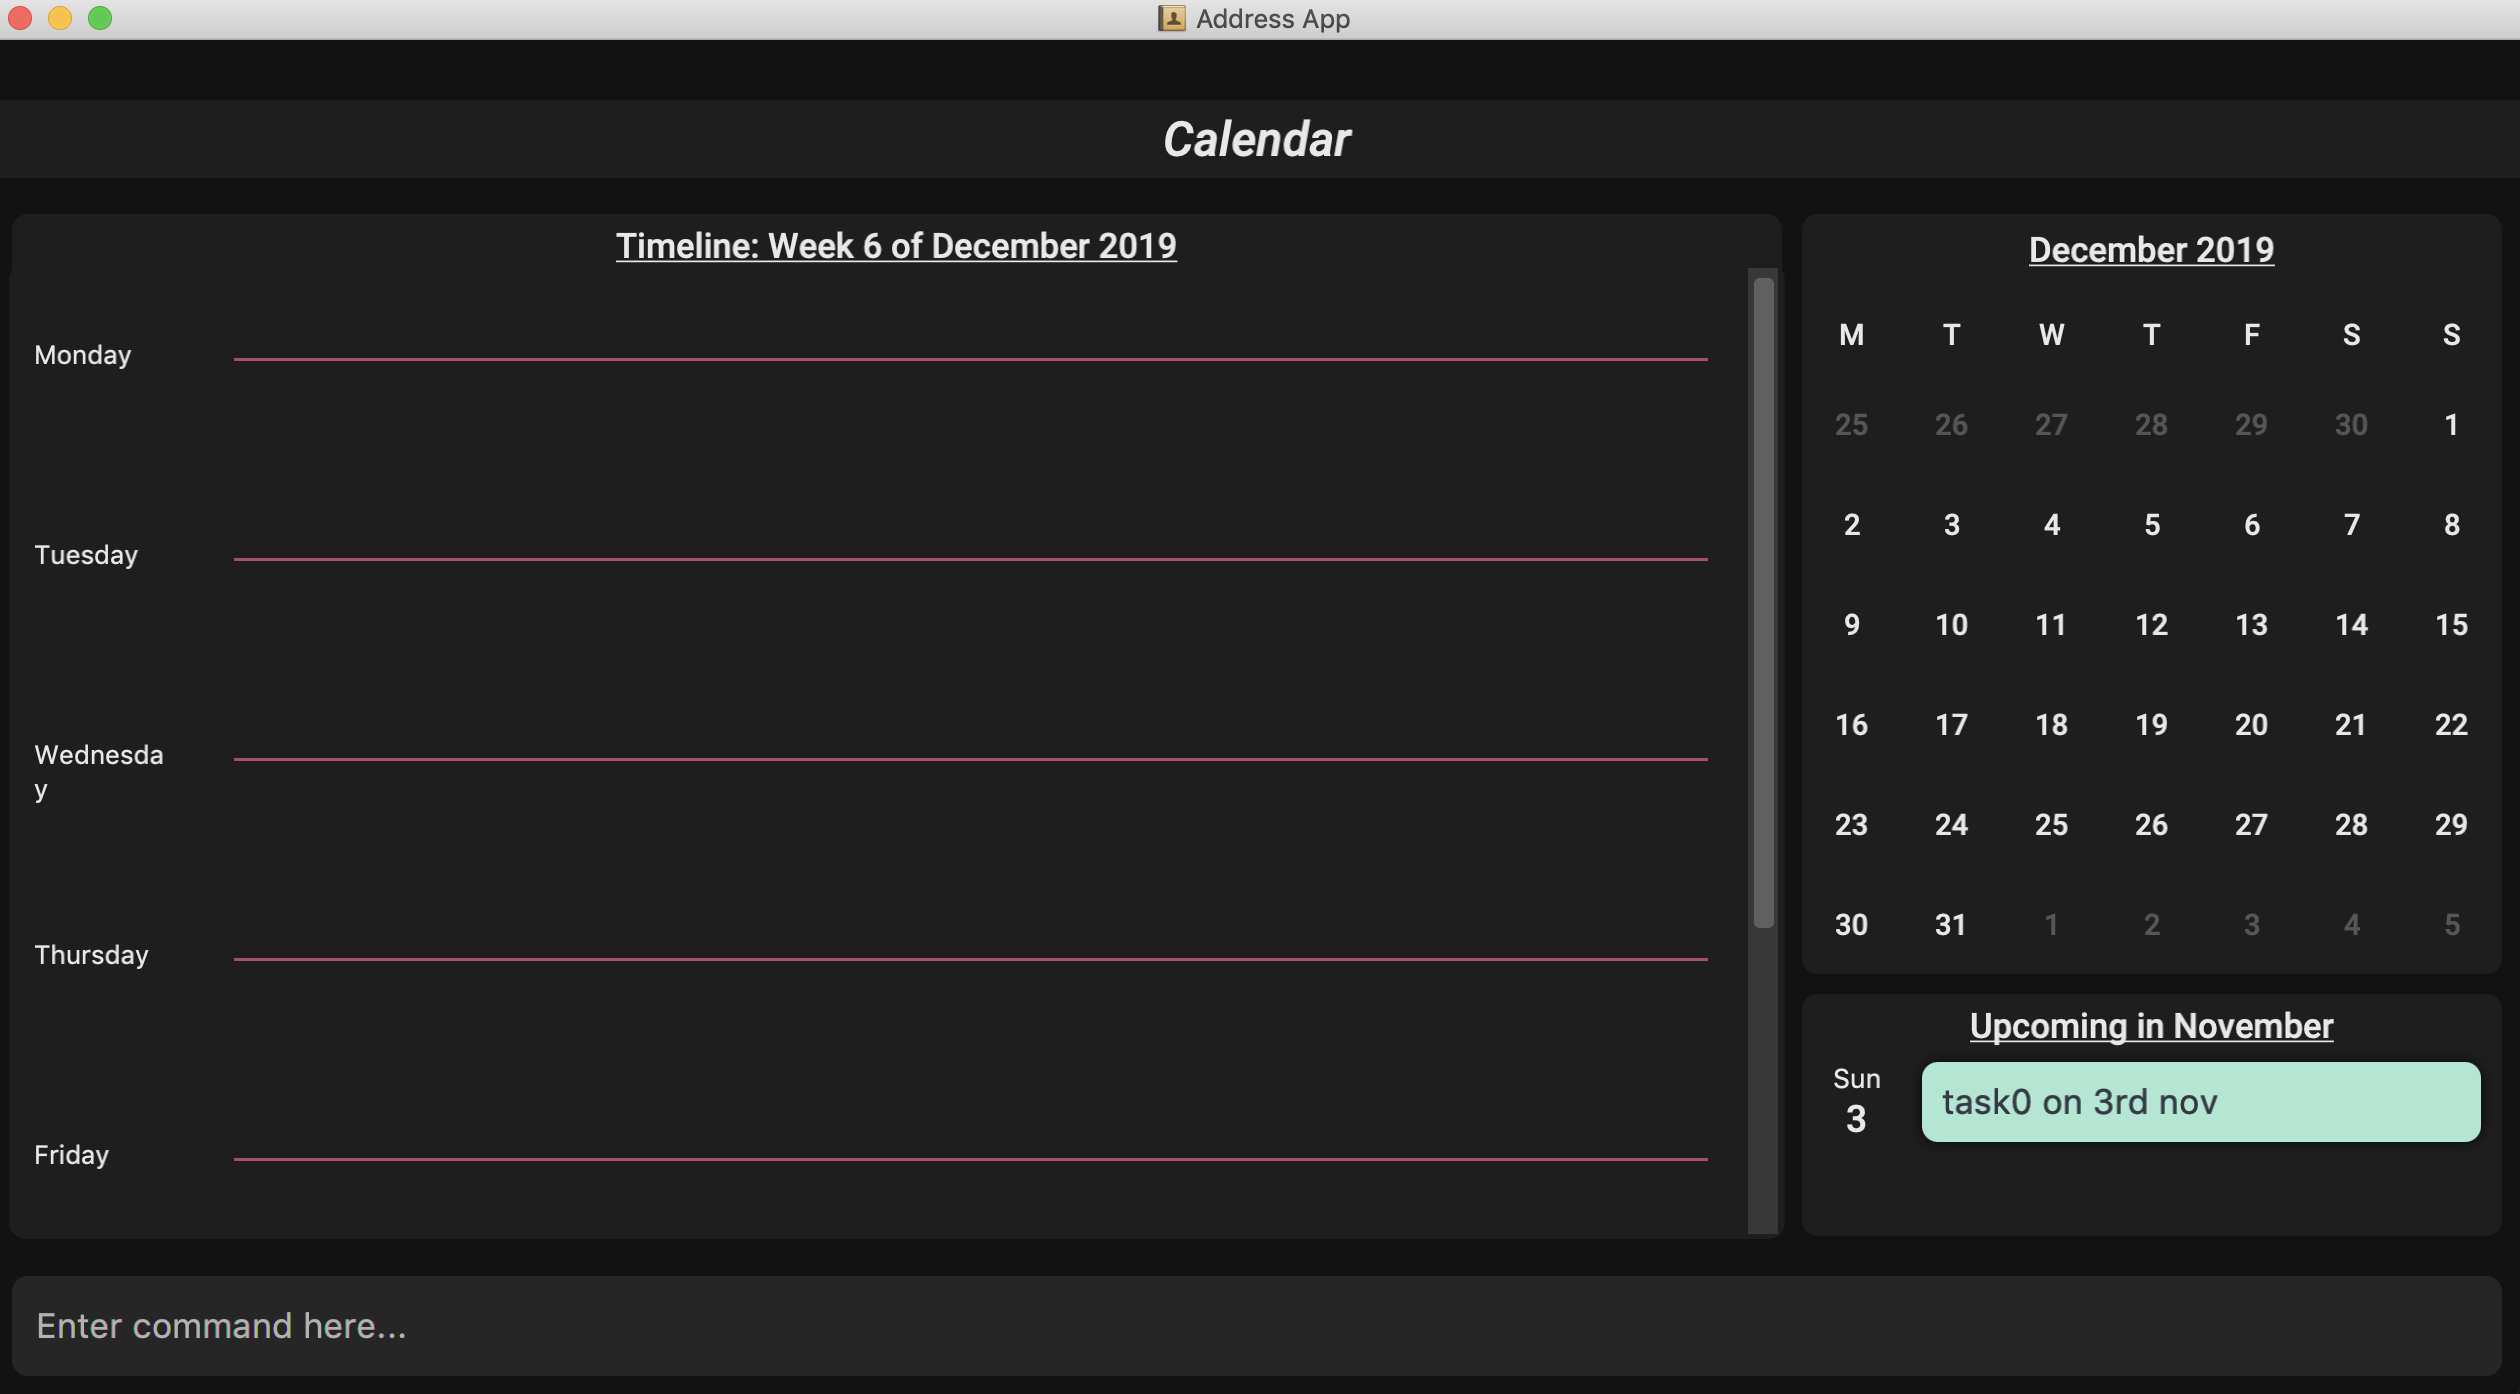 Address App
Calendar
Timeline: Week 6 of December 2019
Monday
Tuesday
Wednesda
y
Thursday
Friday
December 2019
M T W T F S S
25 26 27 28 29 30 1
2 3 4 5 6 7 8
9 10 11 12 13 14 15
16 17 18 19 20 21 22
23 24 25 26 27 28 29
30 31 1 2 3 4 5
Upcoming in November
Sun
3
task0 on 3rd nov
Enter command here...